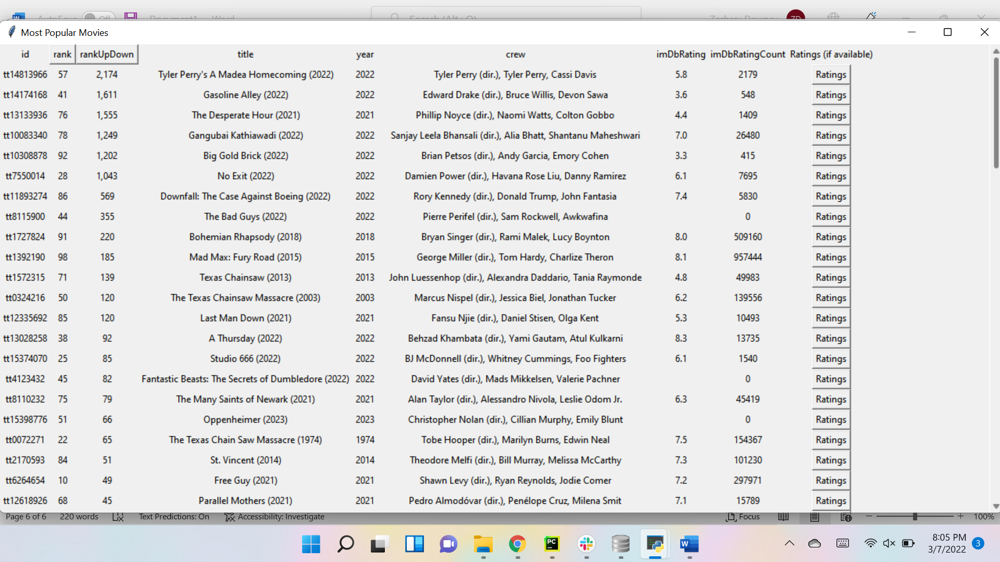 AutoSave Off Document1 Word Search (Alt+Q) Zachary Downey ZD
Most Popular Movies
id rank rankUpDown title year crew imDbRating imDbRatingCount Ratings (if available)
tt14813966 57 2,174 Tyler Perry's A Madea Homecoming (2022) 2022 Tyler Perry (dir.), Tyler Perry, Cassi Davis 5.8 2179 Ratings
tt14174168 41 1,611 Gasoline Alley (2022) 2022 Edward Drake (dir.), Bruce Willis, Devon Sawa 3.6 548 Ratings
tt13133936 76 1,555 The Desperate Hour (2021) 2021 Phillip Noyce (dir.), Naomi Watts, Colton Gobbo 4.4 1409 Ratings
tt10083340 78 1,249 Gangubai Kathiawadi (2022) 2022 Sanjay Leela Bhansali (dir.), Alia Bhatt, Shantanu Maheshwari 7.0 26480 Ratings
tt10308878 92 1,202 Big Gold Brick (2022) 2022 Brian Petsos (dir.), Andy Garcia, Emory Cohen 3.3 415 Ratings
tt7550014 28 1,043 No Exit (2022) 2022 Damien Power (dir.), Havana Rose Liu, Danny Ramirez 6.1 7695 Ratings
tt11893274 86 569 Downfall: The Case Against Boeing (2022) 2022 Rory Kennedy (dir.), Donald Trump, John Fantasia 7.4 5830 Ratings
tt8115900 44 355 The Bad Guys (2022) 2022 Pierre Perifel (dir.), Sam Rockwell, Awkwafina 0 Ratings
tt1727824 91 220 Bohemian Rhapsody (2018) 2018 Bryan Singer (dir.), Rami Malek, Lucy Boynton 8.0 509160 Ratings
tt1392190 98 185 Mad Max: Fury Road (2015) 2015 George Miller (dir.), Tom Hardy, Charlize Theron 8.1 957444 Ratings
tt1572315 71 139 Texas Chainsaw (2013) 2013 John Luessenhop (dir.), Alexandra Daddario, Tania Raymonde 4.8 49983 Ratings
tt0324216 50 120 The Texas Chainsaw Massacre (2003) 2003 Marcus Nispel (dir.), Jessica Biel, Jonathan Tucker 6.2 139556 Ratings
tt12335692 85 120 Last Man Down (2021) 2021 Fansu Njie (dir.), Daniel Stisen, Olga Kent 5.3 10493 Ratings
tt13028258 38 92 A Thursday (2022) 2022 Behzad Khambata (dir.), Yami Gautam, Atul Kulkarni 8.3 13735 Ratings
tt15374070 25 85 Studio 666 (2022) 2022 BJ McDonnell (dir.), Whitney Cummings, Foo Fighters 6.1 1540 Ratings
tt4123432 45 82 Fantastic Beasts: The Secrets of Dumbledore (2022) 2022 David Yates (dir.), Mads Mikkelsen, Valerie Pachner 0 Ratings
tt8110232 75 79 The Many Saints of Newark (2021) 2021 Alan Taylor (dir.), Alessandro Nivola, Leslie Odom Jr. 6.3 45419 Ratings
tt15398776 51 66 Oppenheimer (2023) 2023 Christopher Nolan (dir.), Cillian Murphy, Emily Blunt 0 Ratings
tt0072271 22 65 The Texas Chain Saw Massacre (1974) 1974 Tobe Hooper (dir.), Marilyn Burns, Edwin Neal 7.5 154367 Ratings
tt2170593 84 51 St. Vincent (2014) 2014 Theodore Melfi (dir.), Bill Murray, Melissa McCarthy 7.3 101230 Ratings
tt6264654 10 49 Free Guy (2021) 2021 Shawn Levy (dir.), Ryan Reynolds, Jodie Comer 7.2 297971 Ratings
tt12618926 68 45 Parallel Mothers (2021) 2021 Pedro Almodóvar (dir.), Penélope Cruz, Milena Smit 7.1 15789 Ratings
Page 6 of 6 220 words Text Predictions: On Accessibility: Investigate Focus 100%
PC W 8:05 PM 3
3/7/2022